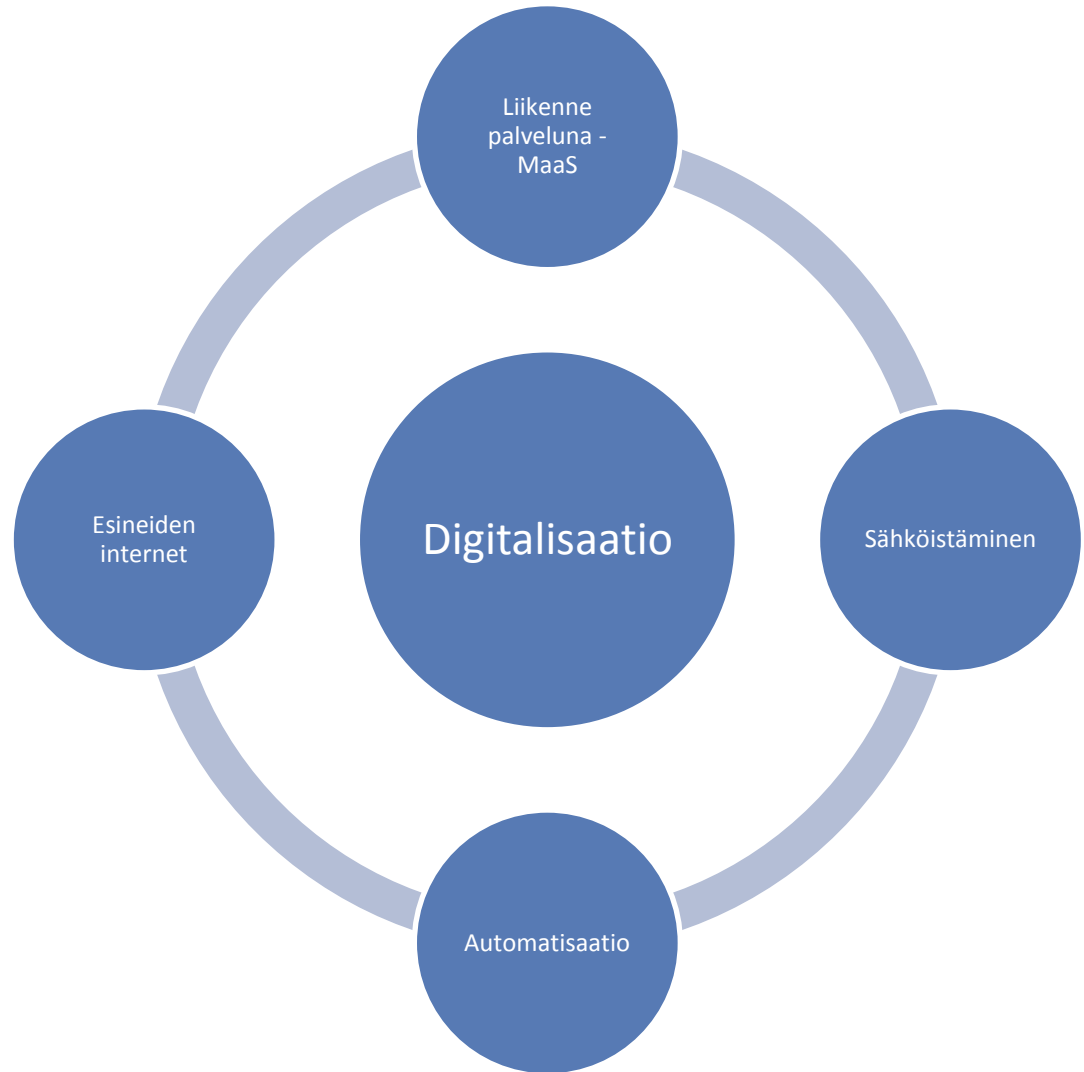 Liikenne
palveluna -
MaaS
Esineiden
internet
Digitalisaatio
Sähköistäminen
Automatisaatio